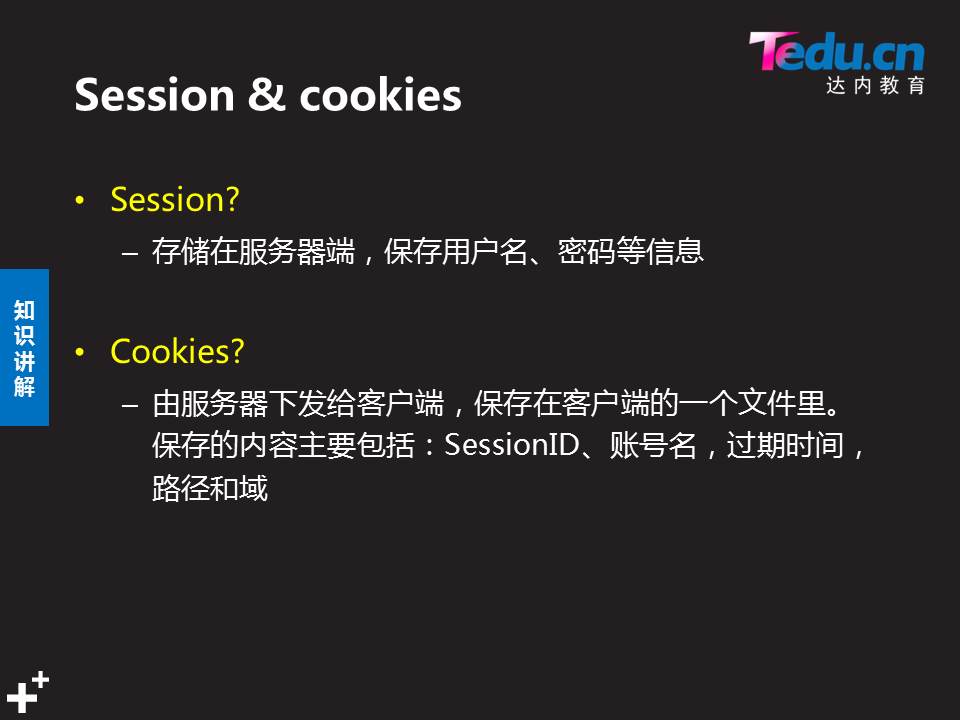 Tedu.cn
达内教育
Session & cookies
• Session?
– 存储在服务器端，保存用户名、密码等信息
知
识
讲
解
• Cookies?
– 由服务器下发给客户端，保存在客户端的一个文件里。
保存的内容主要包括：SessionID、账号名，过期时间，
路径和域